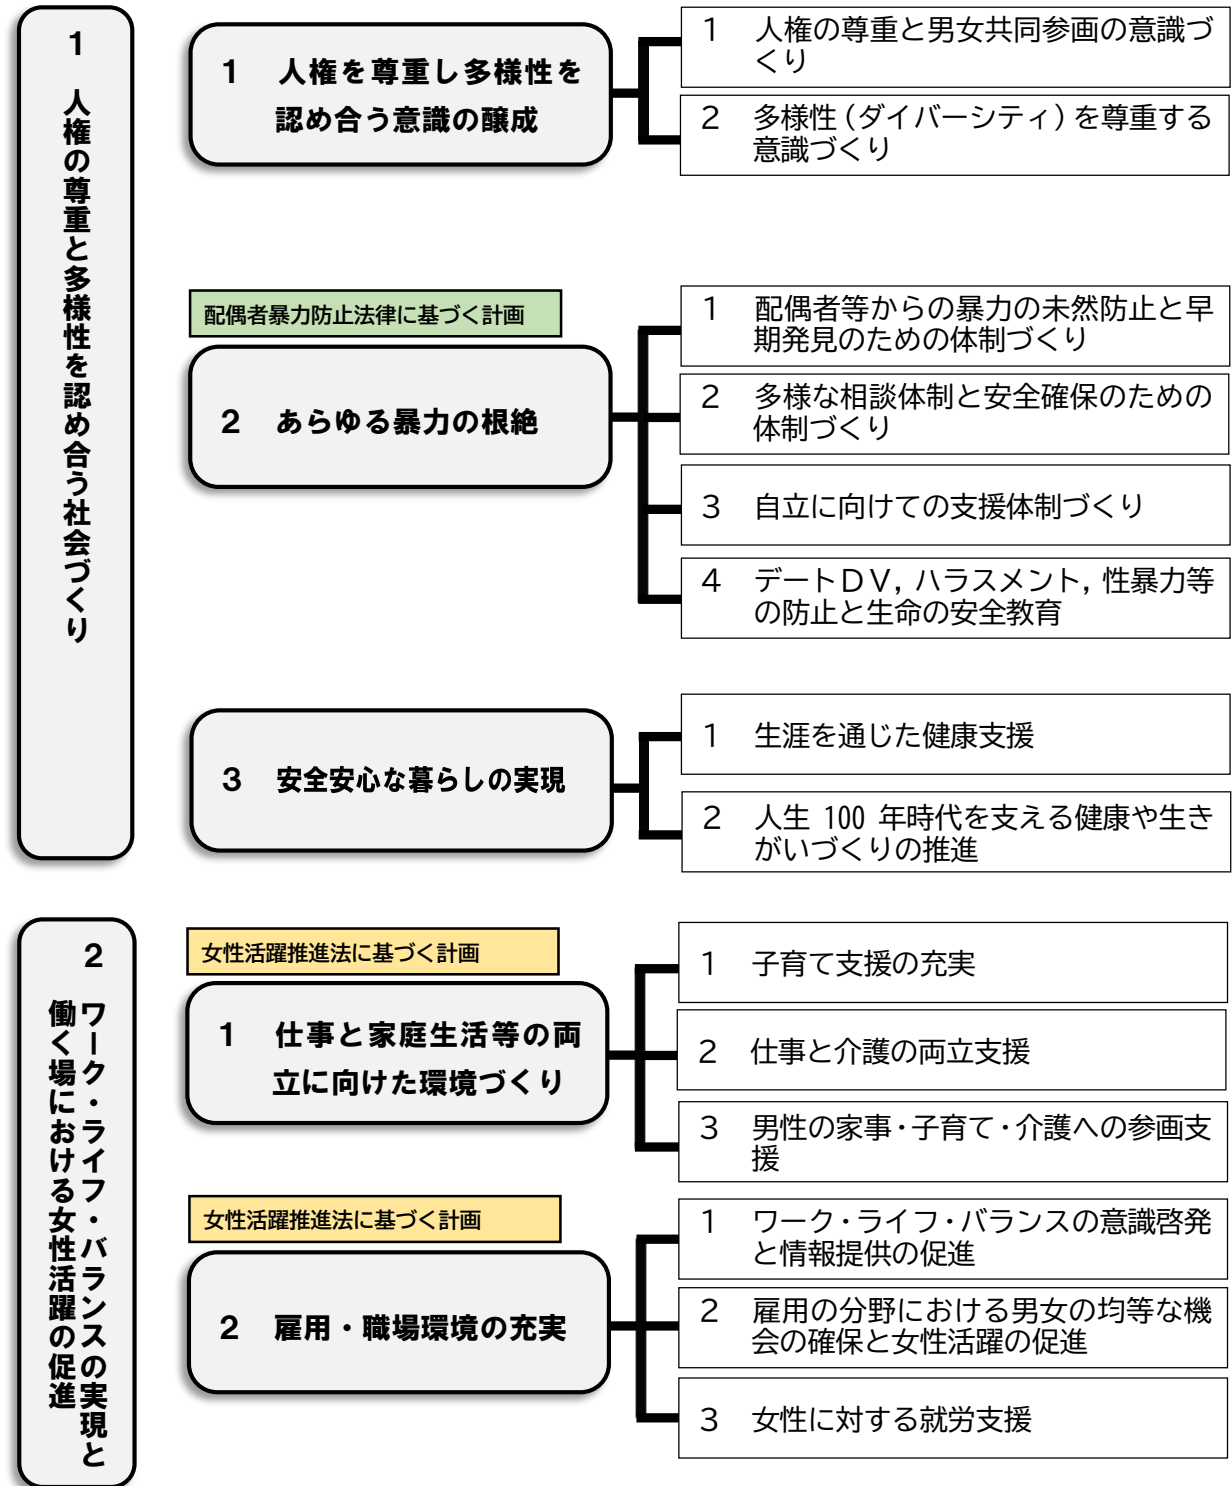 1
人権の尊重と多様性を認め合う社会づくり
1　人権を尊重し多様性を
認め合う意識の醸成
1　人権の尊重と男女共同参画の意識づ
くり
2　多様性（ダイバーシティ）を尊重する
意識づくり
配偶者暴力防止法律に基づく計画
2　あらゆる暴力の根絶
1　配偶者等からの暴力の未然防止と早
期発見のための体制づくり
2　多様な相談体制と安全確保のための
体制づくり
3　自立に向けての支援体制づくり
4　デートＤＶ，ハラスメント，性暴力等
の防止と生命の安全教育
3　安全安心な暮らしの実現
1　生涯を通じた健康支援
2　人生 100 年時代を支える健康や生き
がいづくりの推進
2
ワーク・ライフ・バランスの実現と
働く場における女性活躍の促進
女性活躍推進法に基づく計画
1　仕事と家庭生活等の両
立に向けた環境づくり
1　子育て支援の充実
2　仕事と介護の両立支援
3　男性の家事・子育て・介護への参画支
援
女性活躍推進法に基づく計画
2　雇用・職場環境の充実
1　ワーク・ライフ・バランスの意識啓発
と情報提供の促進
2　雇用の分野における男女の均等な機
会の確保と女性活躍の促進
3　女性に対する就労支援